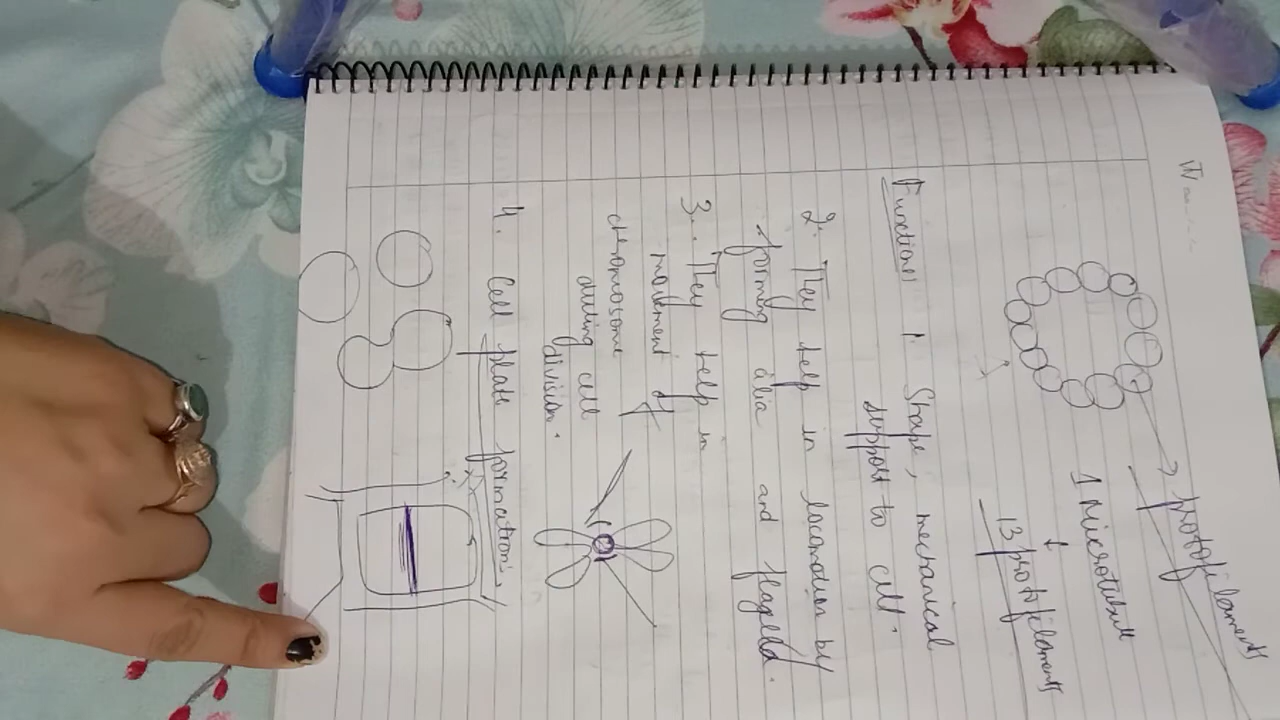 → protofilaments
1 Microtubule
↓
13 protofilaments
Functions 1. Shape, mechanical
support to cell.
2. They help in locomotion by
forming cilia and flagella.
3. They help in
movement of
chromosome
during cell
division.
4. Cell plate formation.